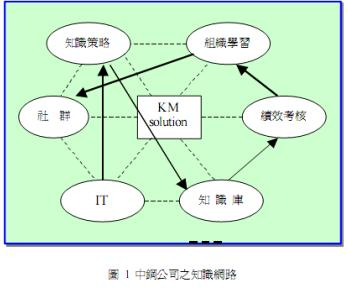 知識策略
組織學習
社 群
KM
solution
績效考核
IT
知 識 庫
圖 1 中鋼公司之知識網路